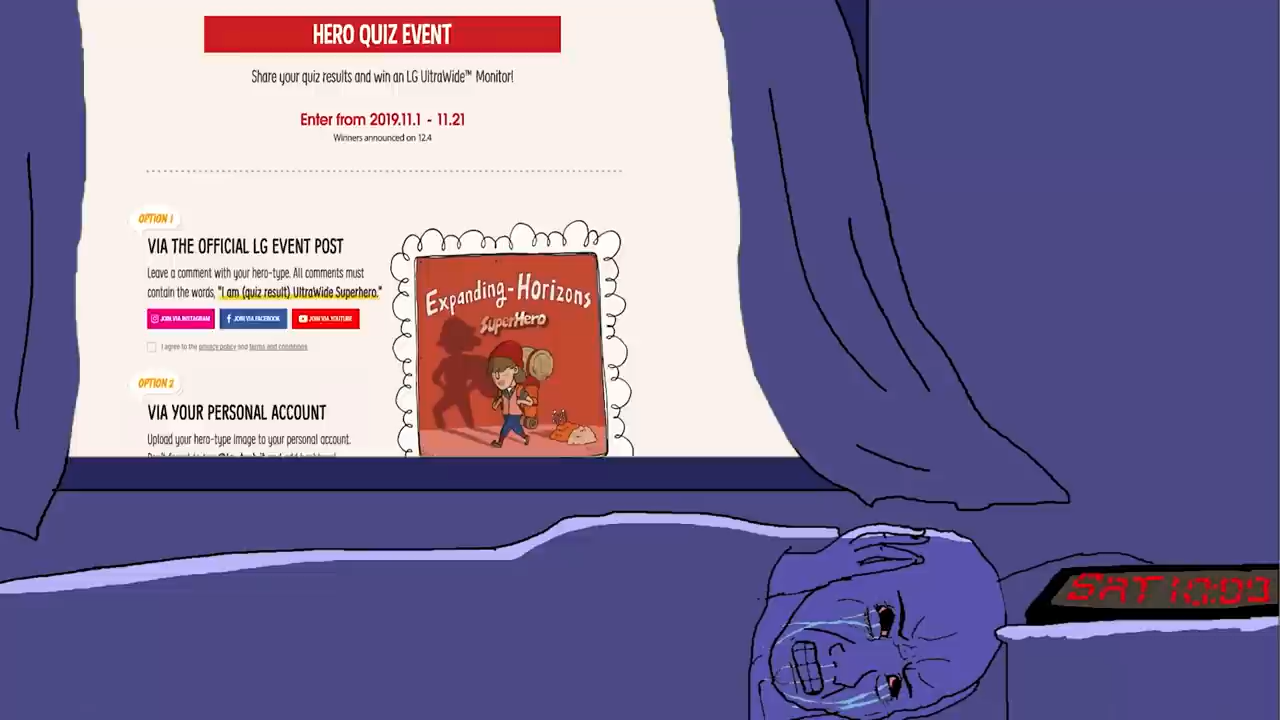 HERO QUIZ EVENT
Share your quiz results and win an LG UltraWide™ Monitor!
Enter from 2019.11.1 - 11.21
Winners announced on 12.4
OPTION 1
VIA THE OFFICIAL LG EVENT POST
Leave a comment with your hero-type. All comments must
contain the words, "I am (quiz result) UltraWide Superhero."
JOIN VIA INSTAGRAM JOIN VIA FACEBOOK JOIN VIA YOUTUBE
I agree to the privacy policy and terms and conditions
OPTION 2
VIA YOUR PERSONAL ACCOUNT
Upload your hero-type image to your personal account.
Expanding-Horizons
SuperHero
SAT 10:00